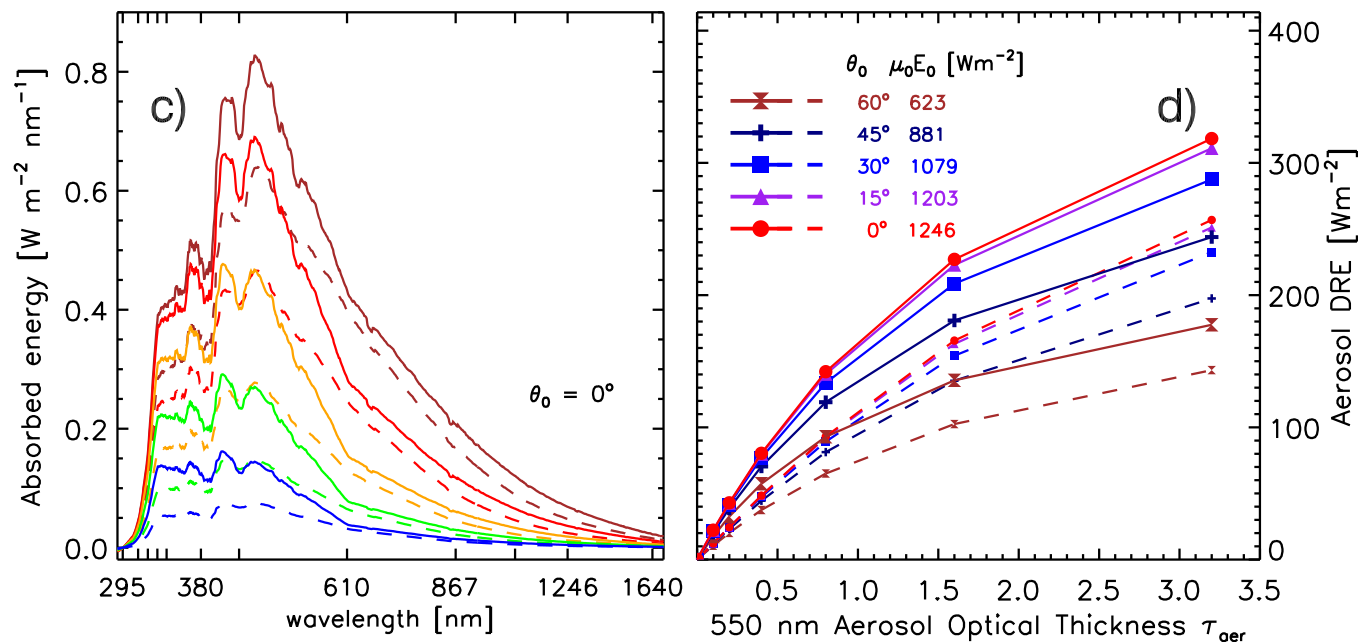 Absorbed energy [W m⁻² nm⁻¹]
0.8
0.6
0.4
0.2
0.0
c)
θ₀ = 0°
295 380 610 867 1246 1640
wavelength [nm]
d)
θ₀ μ₀E₀ [Wm⁻²]
60° 623
45° 881
30° 1079
15° 1203
0° 1246
400
300
200
100
0
Aerosol DRE [Wm⁻²]
0.5 1.0 1.5 2.0 2.5 3.0 3.5
550 nm Aerosol Optical Thickness τaer